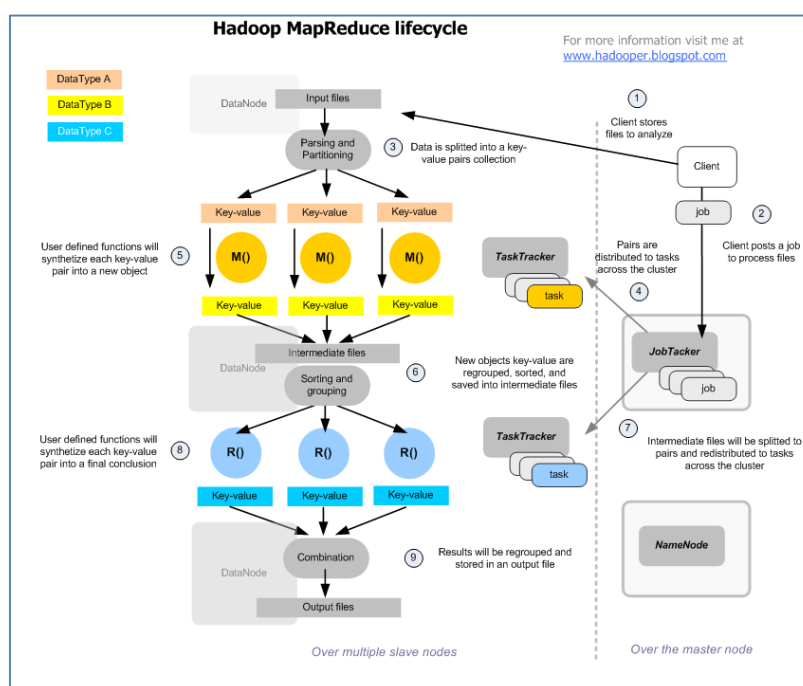 Hadoop MapReduce lifecycle
For more information visit me at
www.hadooper.blogspot.com
DataType A
DataType B
DataType C
DataNode
Input files
1
Client stores
files to analyze
Parsing and
Partitioning
3
Data is splitted into a key-
value pairs collection
Client
job
2
Client posts a job
to process files
Key-value
Key-value
Key-value
User defined functions will
synthetize each key-value
pair into a new object
5
M()
M()
M()
TaskTracker
task
Pairs are
distributed to tasks
across the cluster
4
Key-value
Key-value
Key-value
JobTacker
job
DataNode
Intermediate files
Sorting and
grouping
6
New objects key-value are
regrouped, sorted, and
saved into intermediate files
User defined functions will
synthetize each key-value
pair into a final conclusion
8
R()
R()
R()
TaskTracker
task
7
Intermediate files will be splitted to
pairs and redistributed to tasks
across the cluster
Key-value
Key-value
Key-value
DataNode
Combination
9
Results will be regrouped and
stored in an output file
NameNode
Output files
Over multiple slave nodes
Over the master node